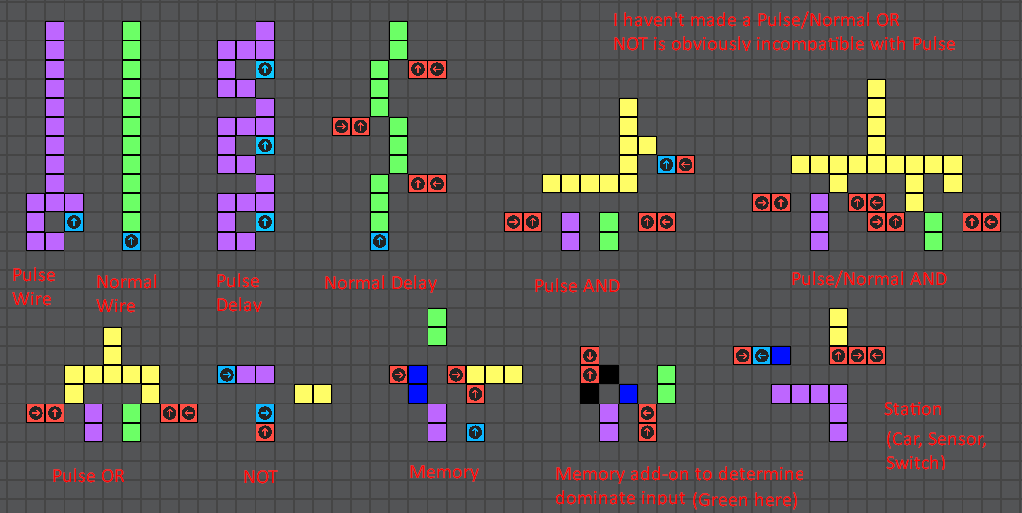 I haven't made a Pulse/Normal OR
NOT is obviously incompatible with Pulse
Pulse
Wire
Normal
Wire
Pulse
Delay
Normal Delay
Pulse AND
Pulse/Normal AND
Pulse OR
NOT
Memory
Memory add-on to determine
dominate input (Green here)
Station
(Car, Sensor,
Switch)